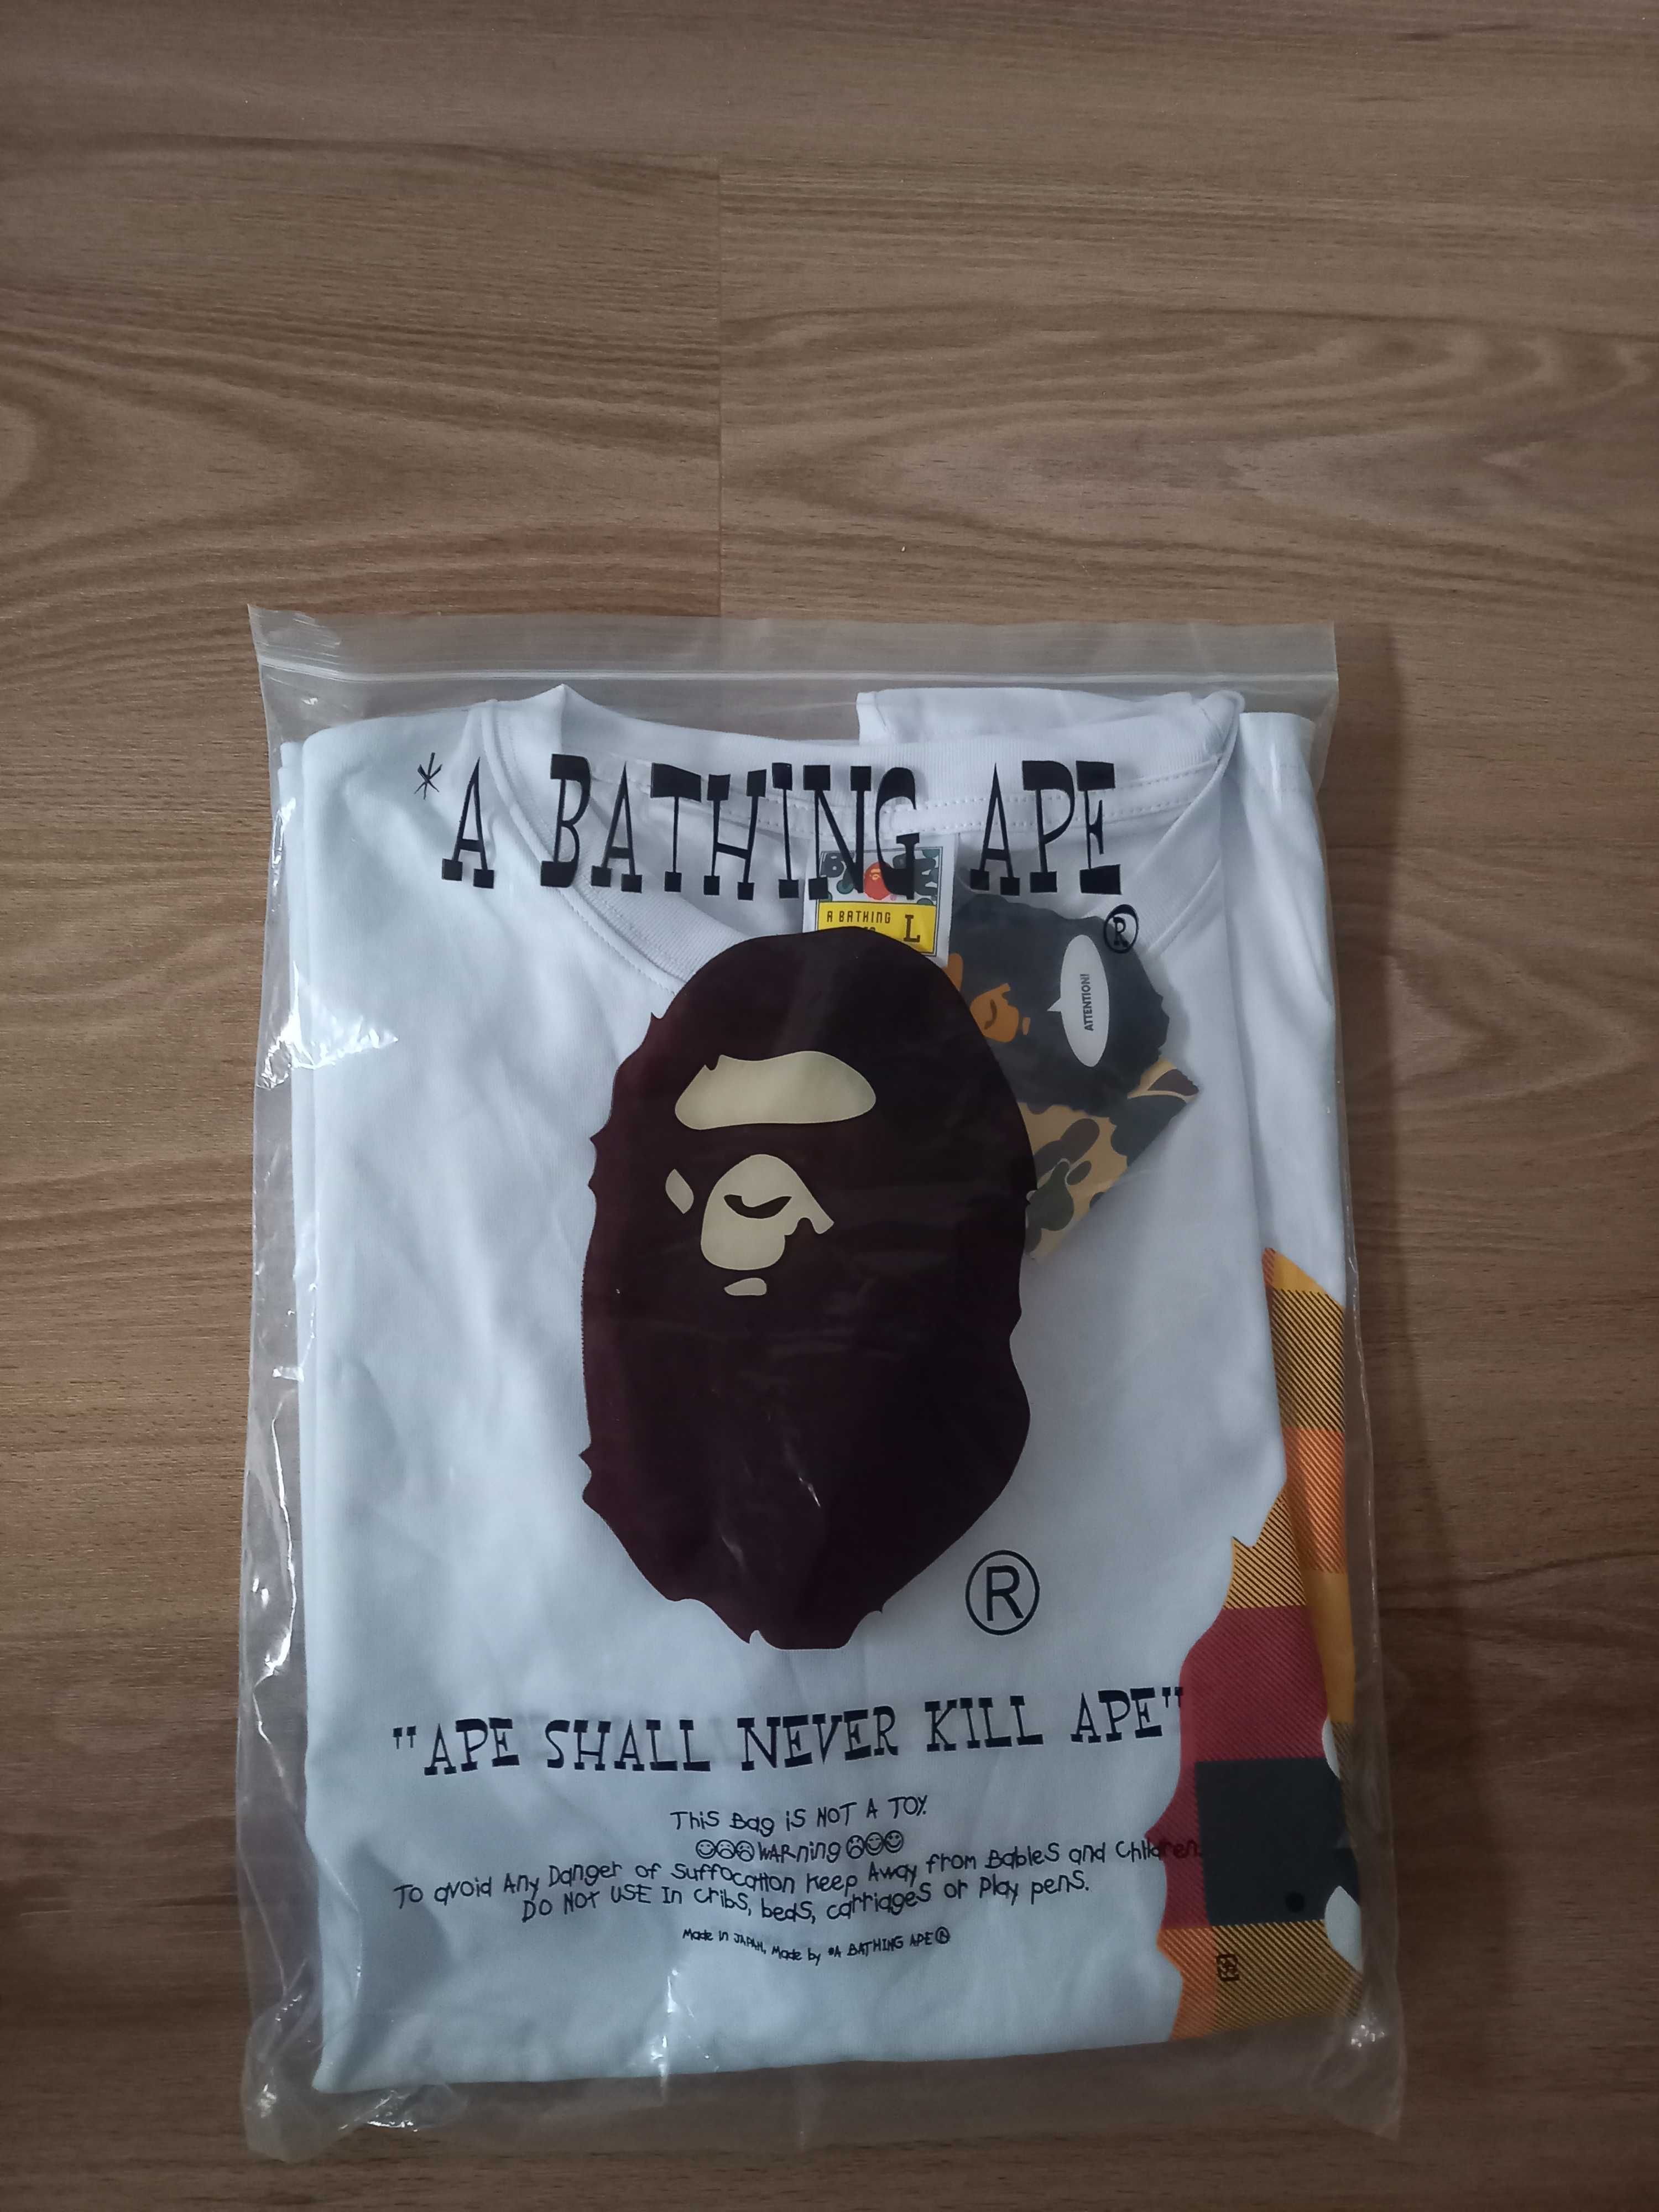 *A BATHING APE
®
A BATHING
L
ATTENTION!
®
"APE SHALL NEVER KILL APE"
THiS Bag iS NOT A TOY.
WARning
TO avoid Any Danger of Suffocation Keep Away from BabieS and Children.
DO NOT USE In CribS, bedS, carriageS or Play penS.
Made in JAPAN, Made by *A BATHING APE®